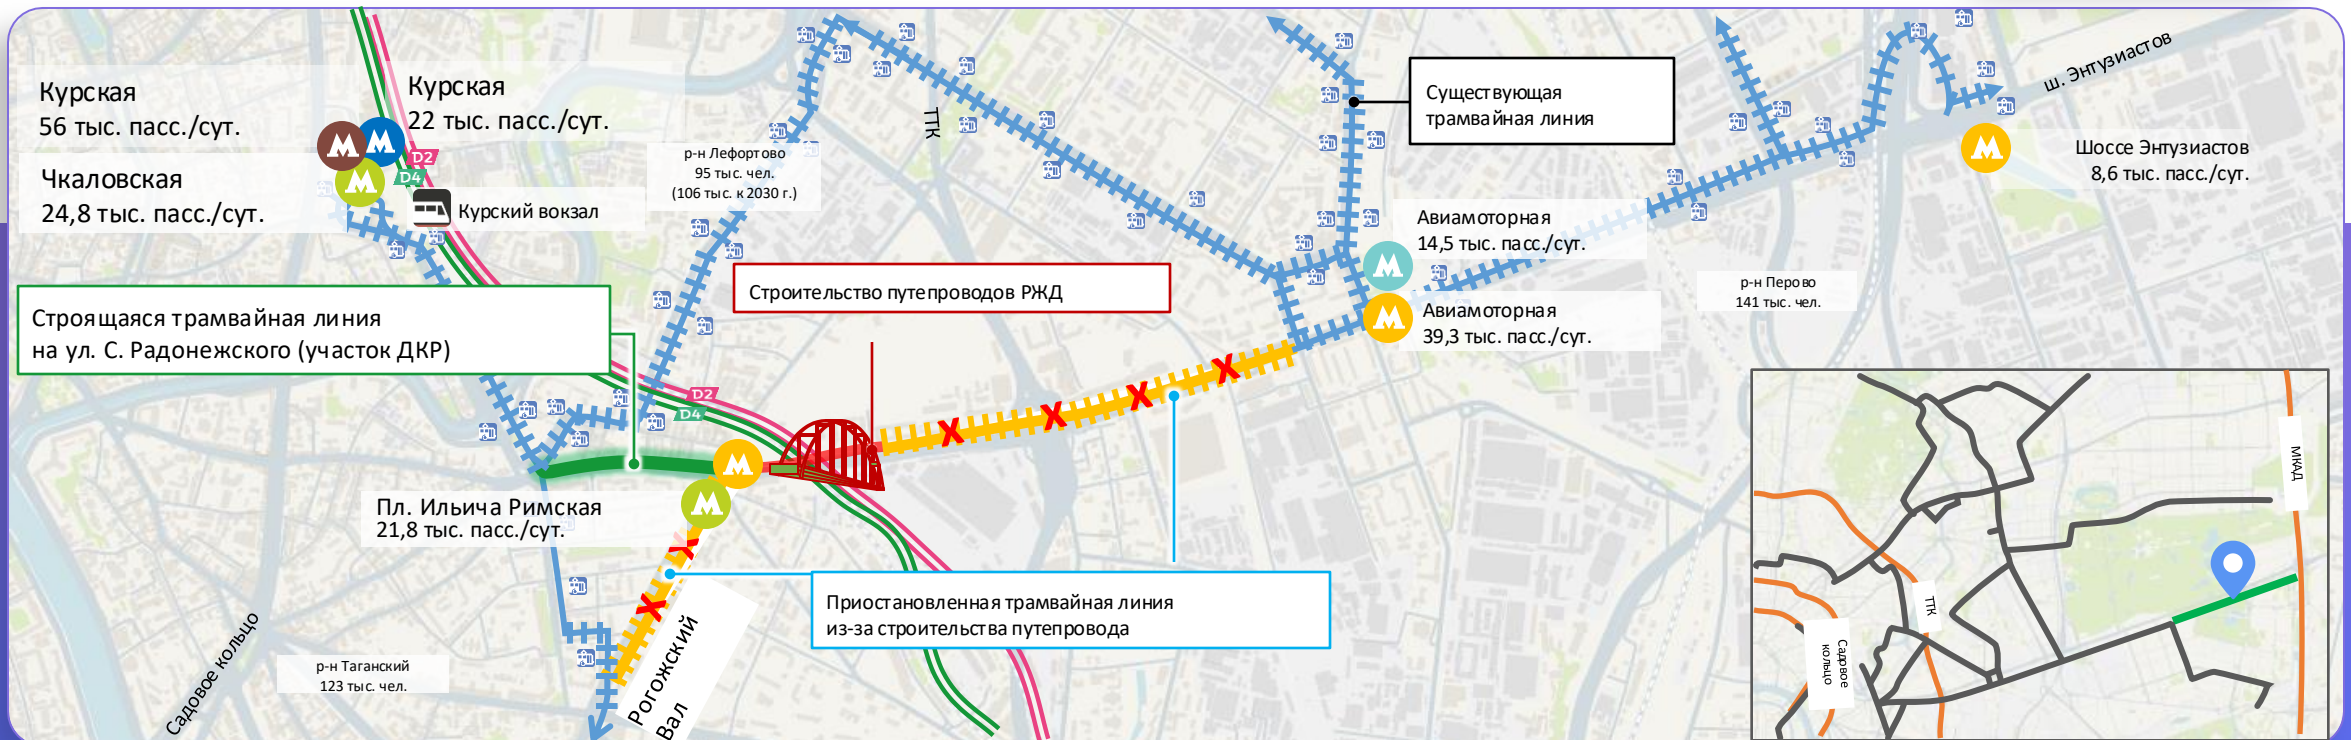 Курская
56 тыс. пасс./сут.
Курская
22 тыс. пасс./сут.
Чкаловская
24,8 тыс. пасс./сут.
D2
D4
Курский вокзал
р-н Лефортово
95 тыс. чел.
(106 тыс. к 2030 г.)
ТТК
Существующая
трамвайная линия
ш. Энтузиастов
Шоссе Энтузиастов
8,6 тыс. пасс./сут.
Авиамоторная
14,5 тыс. пасс./сут.
Авиамоторная
39,3 тыс. пасс./сут.
р-н Перово
141 тыс. чел.
Строительство путепроводов РЖД
Строящаяся трамвайная линия
на ул. С. Радонежского (участок ДКР)
D2
D4
Пл. Ильича Римская
21,8 тыс. пасс./сут.
Приостановленная трамвайная линия
из-за строительства путепровода
Рогожский
Вал
Садовое кольцо
р-н Таганский
123 тыс. чел.
МКАД
ТТК
Садовое
кольцо